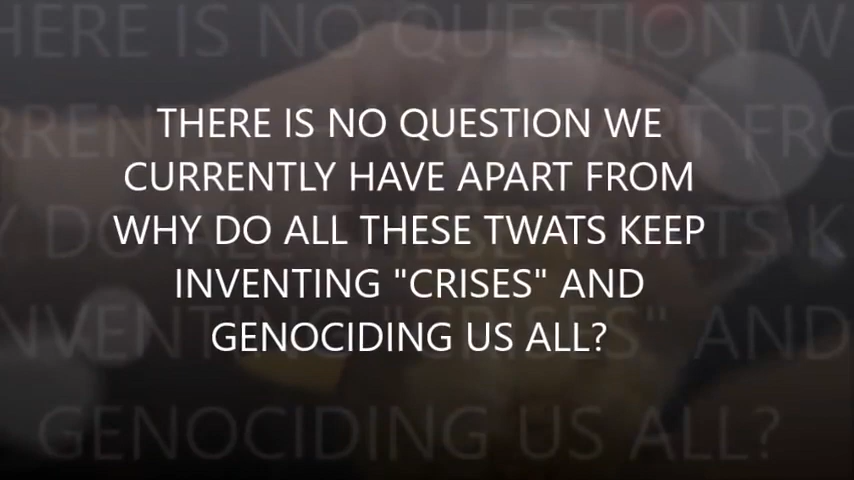 THERE IS NO QUESTION WE
CURRENTLY HAVE APART FROM
WHY DO ALL THESE TWATS KEEP
INVENTING "CRISES" AND
GENOCIDING US ALL?